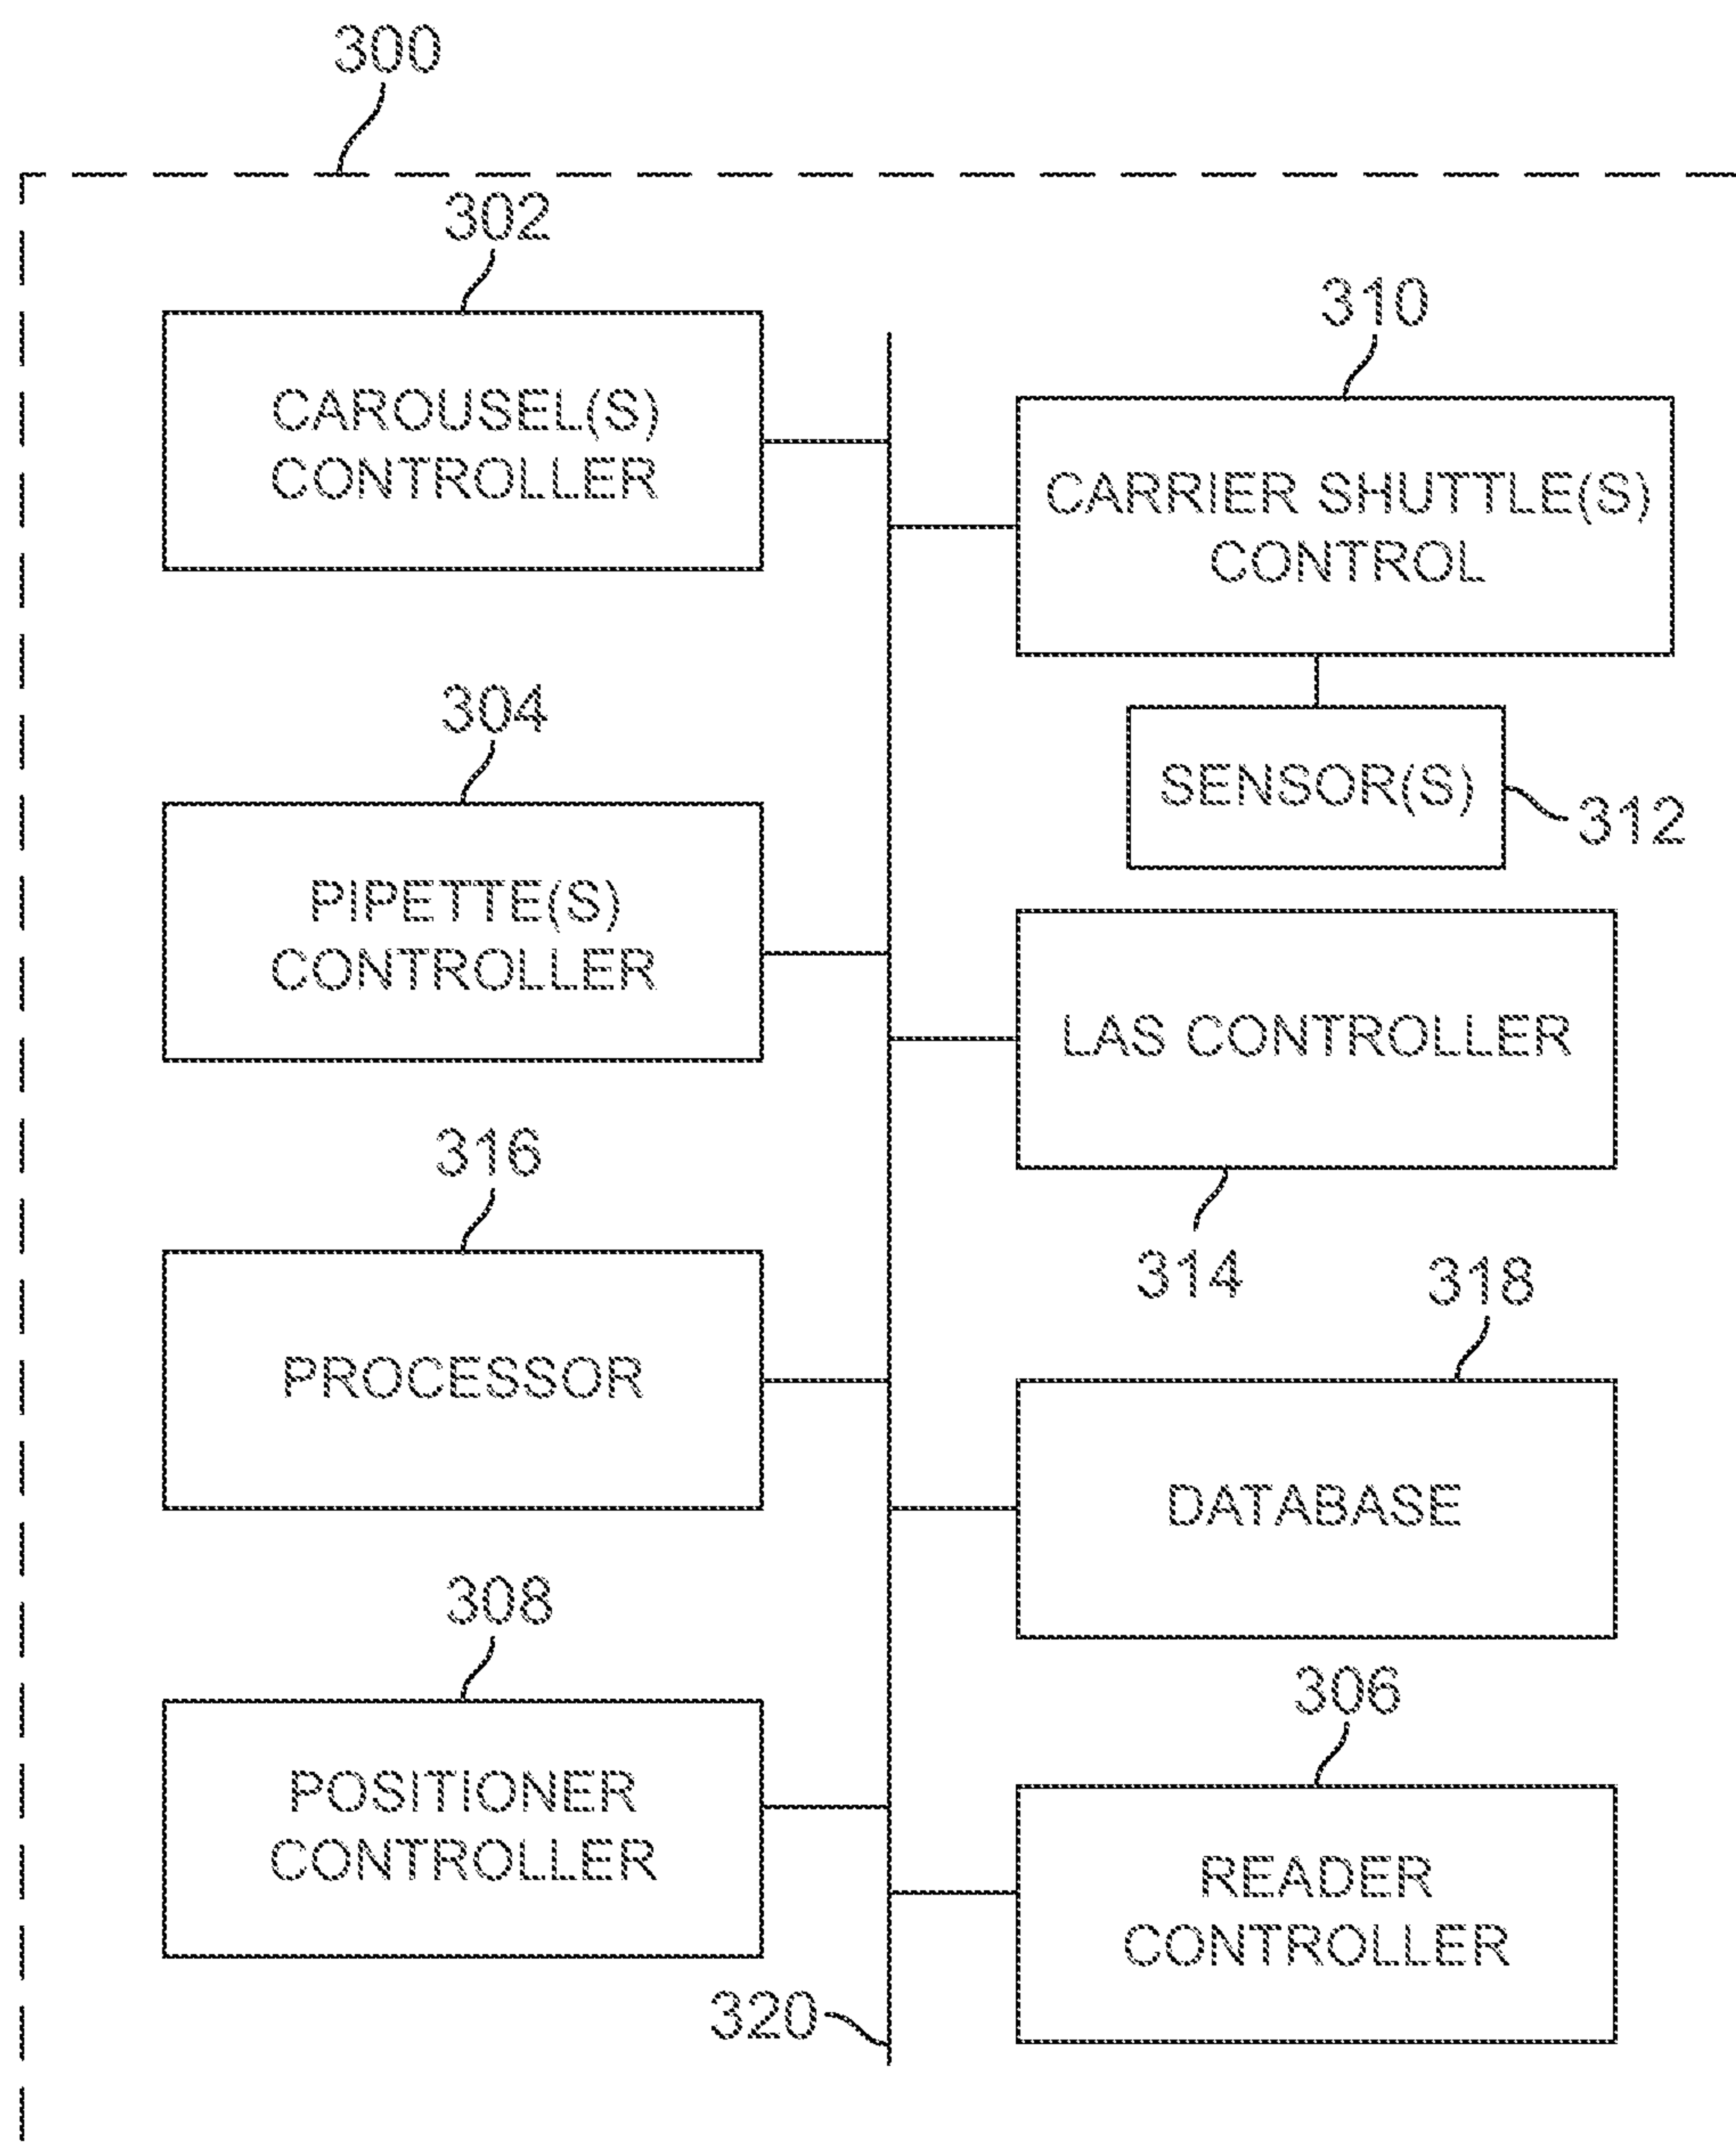 300
302
CAROUSEL(S)
CONTROLLER
310
CARRIER SHUTTLE(S)
CONTROL
SENSOR(S)
312
304
PIPETTE(S)
CONTROLLER
LAS CONTROLLER
314
316
PROCESSOR
318
DATABASE
308
POSITIONER
CONTROLLER
306
READER
CONTROLLER
320